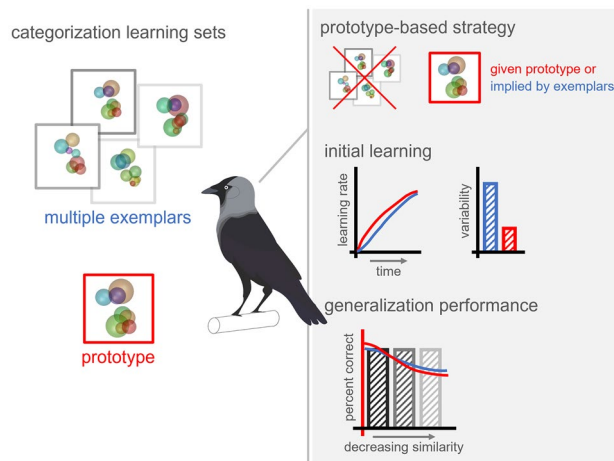 categorization learning sets
multiple exemplars
prototype
prototype-based strategy
given prototype or
implied by exemplars
initial learning
learning rate
time
variability
generalization performance
percent correct
decreasing similarity